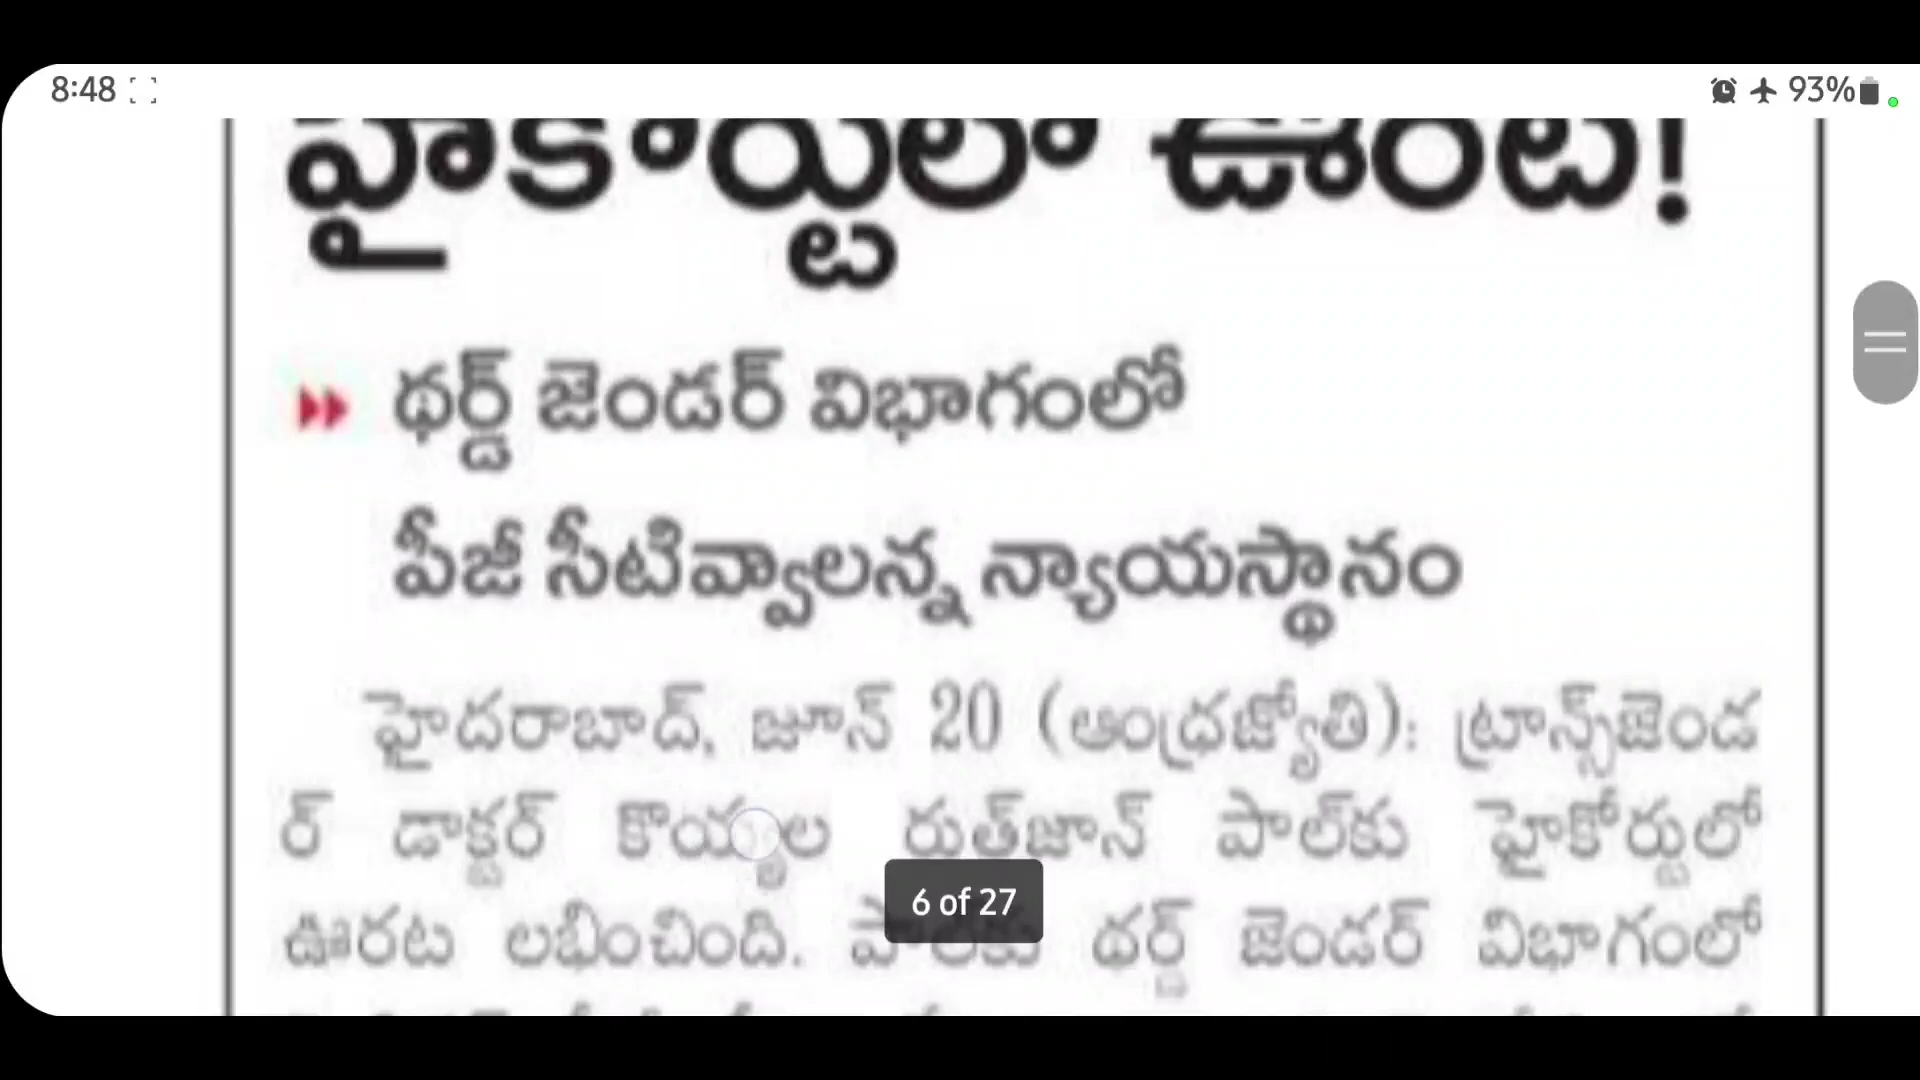 8:48
93%
హైకోర్టులో ఊరట!
థర్డ్ జెండర్ విభాగంలో
పీజీ సీటివ్వాలన్న న్యాయస్థానం
హైదరాబాద్, జూన్ 20 (ఆంధ్రజ్యోతి): ట్రాన్స్‌జెండ
ర్ డాక్టర్ కొయ్యల రుత్‌జాన్ పాల్‌కు హైకోర్టులో
6 of 27
ఊరట లభించింది. థర్డ్ జెండర్ విభాగంలో